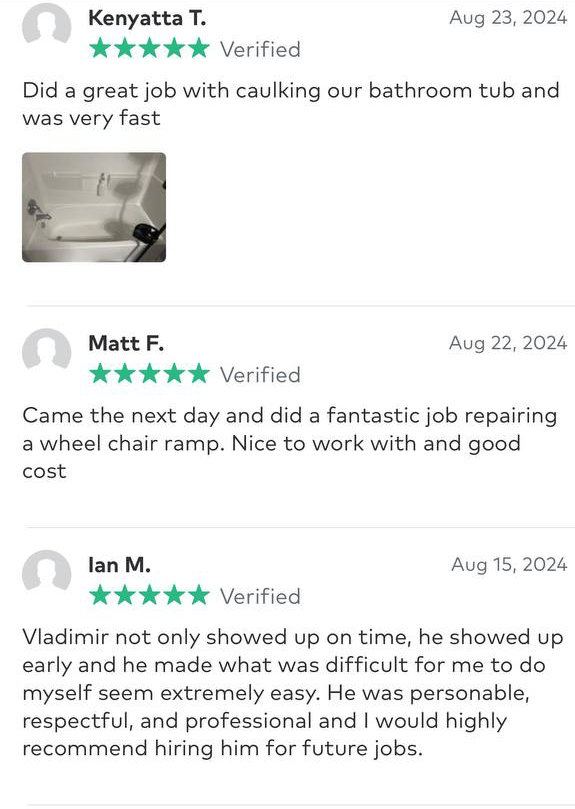 Kenyatta T.
Aug 23, 2024
Verified
Did a great job with caulking our bathroom tub and
was very fast
Matt F.
Aug 22, 2024
Verified
Came the next day and did a fantastic job repairing
a wheel chair ramp. Nice to work with and good
cost
Ian M.
Aug 15, 2024
Verified
Vladimir not only showed up on time, he showed up
early and he made what was difficult for me to do
myself seem extremely easy. He was personable,
respectful, and professional and I would highly
recommend hiring him for future jobs.